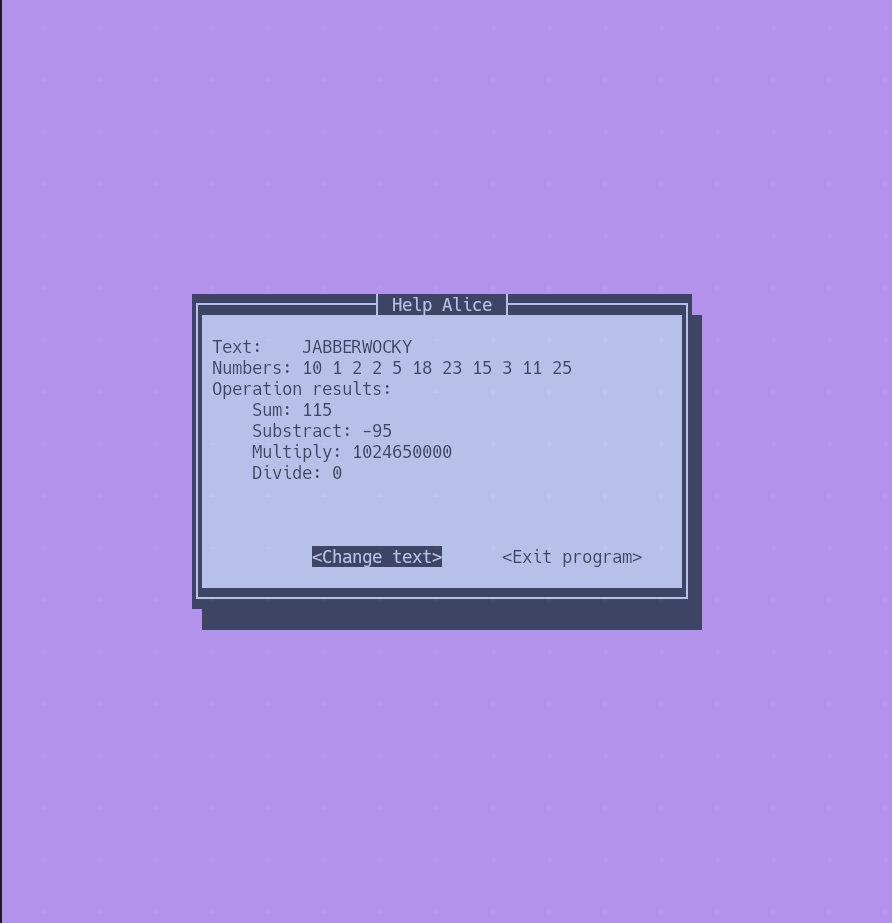 Help Alice
Text: JABBERWOCKY
Numbers: 10 1 2 2 5 18 23 15 3 11 25
Operation results:
Sum: 115
Substract: -95
Multiply: 1024650000
Divide: 0
<Change text> <Exit program>